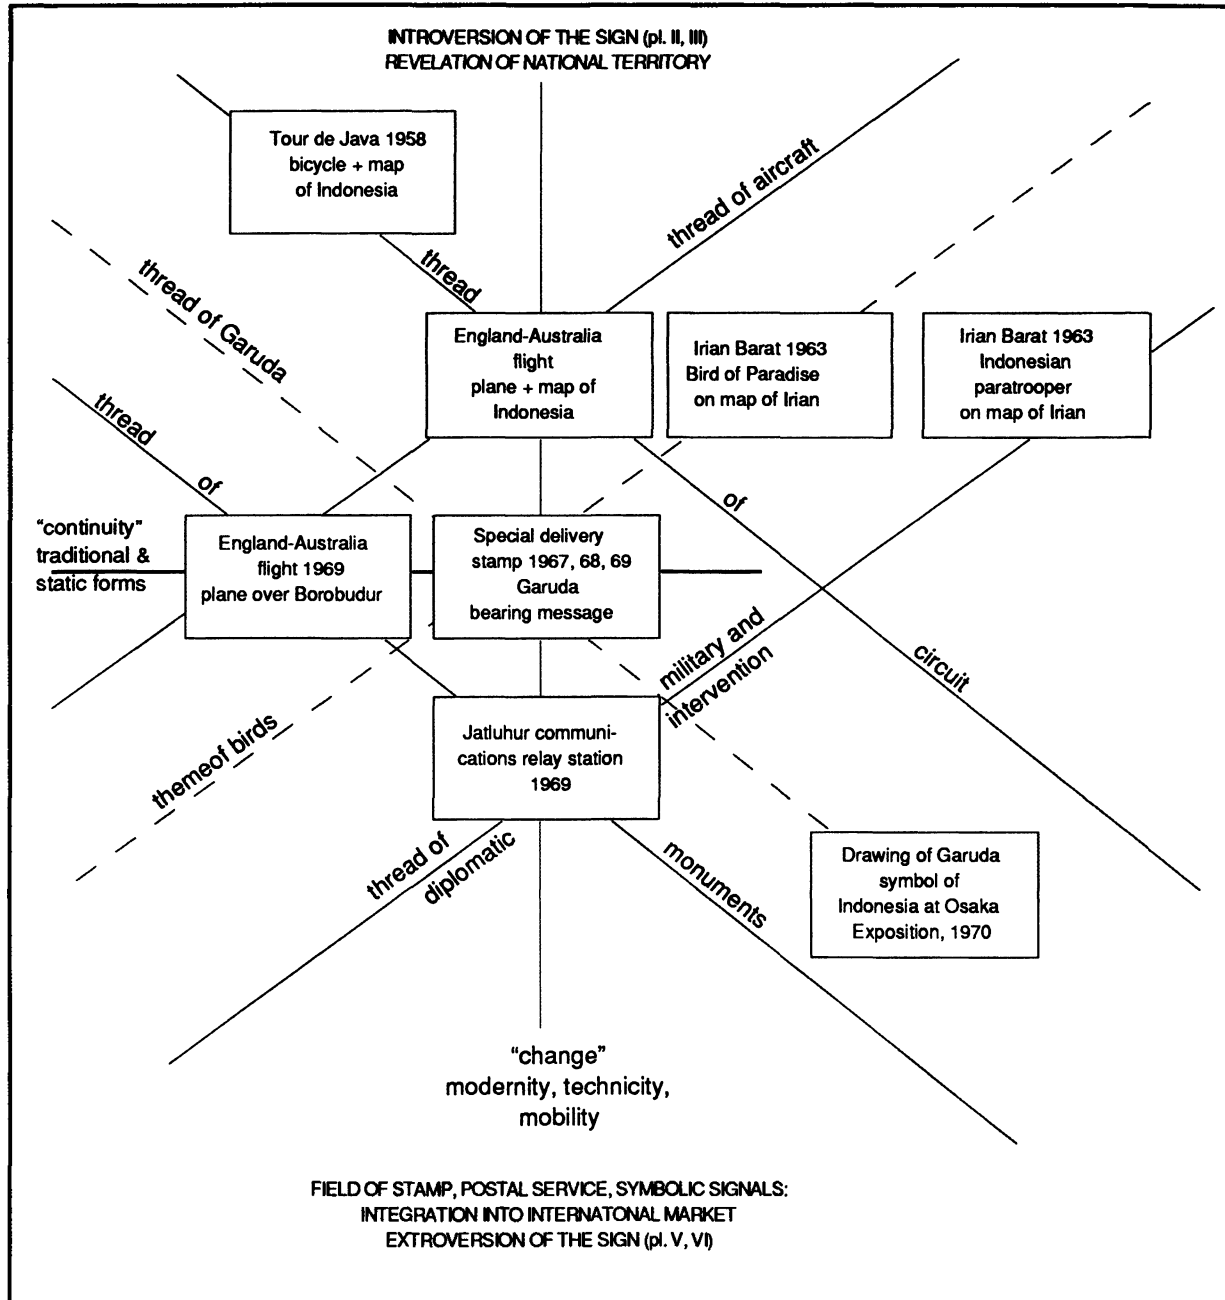 INTROVERSION OF THE SIGN (pl. II, III)
REVELATION OF NATIONAL TERRITORY
Tour de Java 1958
bicycle + map
of Indonesia
thread of aircraft
thread
thread of Garuda
England-Australia
flight
plane + map of
Indonesia
Irian Barat 1963
Bird of Paradise
on map of Irian
Irian Barat 1963
Indonesian
paratrooper
on map of Irian
thread
of
of
"continuity"
traditional &
static forms
England-Australia
flight 1969
plane over Borobudur
Special delivery
stamp 1967, 68, 69
Garuda
bearing message
military and
intervention
circuit
themeof birds
Jatluhur communi-
cations relay station
1969
thread of
diplomatic
monuments
Drawing of Garuda
symbol of
Indonesia at Osaka
Exposition, 1970
"change"
modernity, technicity,
mobility
FIELD OF STAMP, POSTAL SERVICE, SYMBOLIC SIGNALS:
INTEGRATION INTO INTERNATONAL MARKET
EXTROVERSION OF THE SIGN (pl. V, VI)